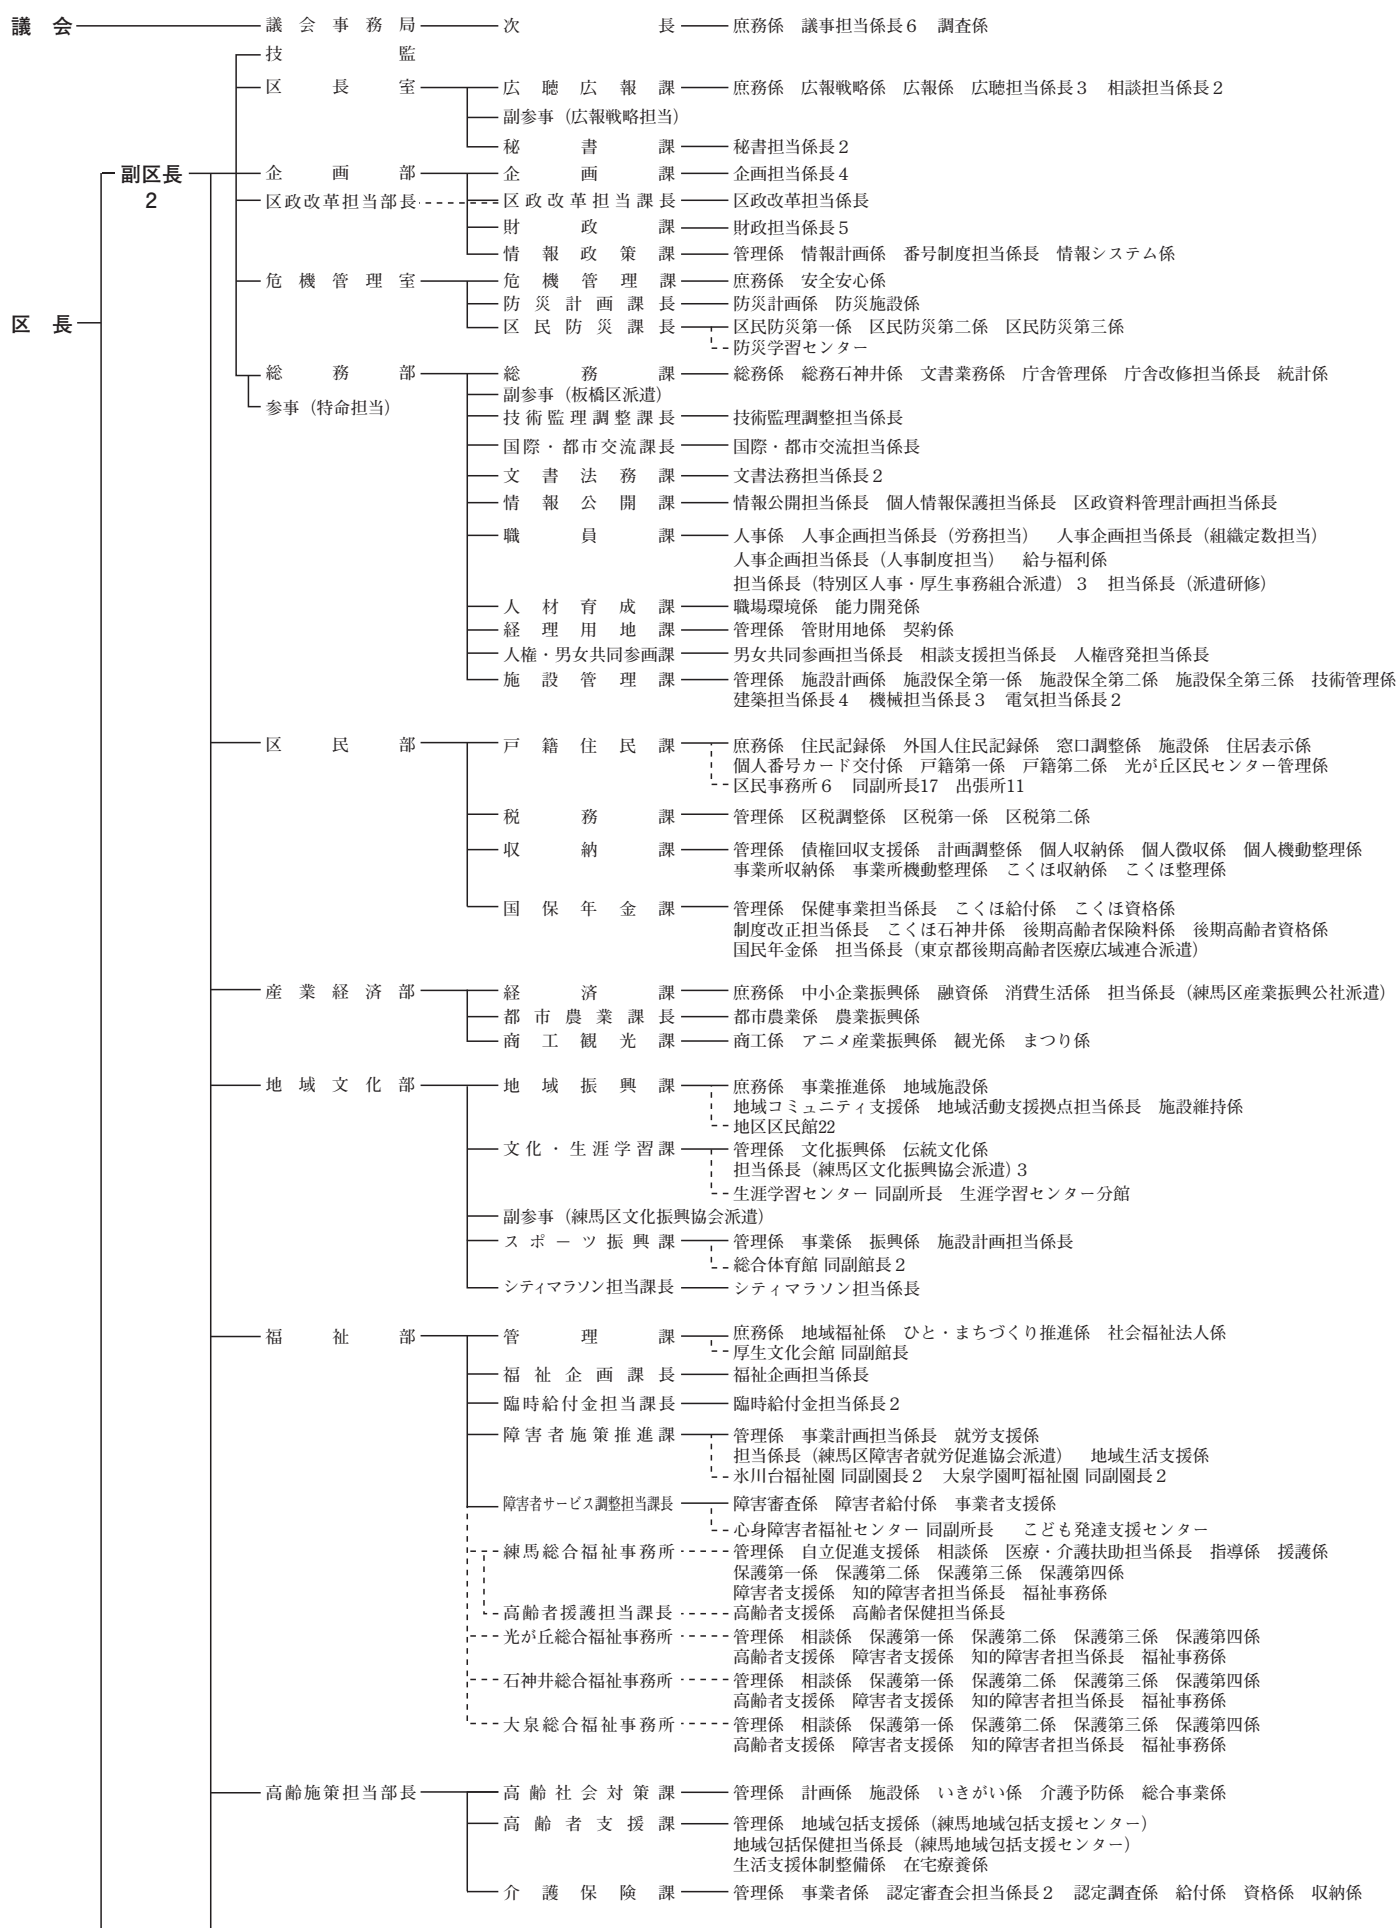 議会 議会事務局 次長 庶務係 議事担当係長6 調査係
技監
区長室 広聴広報課 庶務係 広報戦略係 広報係 広聴担当係長3 相談担当係長2
副参事(広報戦略担当)
秘書課 秘書担当係長2
副区長 企画部 企画課 企画担当係長4
2 区政改革担当部長 区政改革担当課長 区政改革担当係長
財政課 財政担当係長5
情報政策課 管理係 情報計画係 番号制度担当係長 情報システム係
危機管理室 危機管理課 庶務係 安全安心係
防災計画課長 防災計画係 防災施設係
区長 区民防災課長 区民防災第一係 区民防災第二係 区民防災第三係
防災学習センター
総務部 総務課 総務係 総務石神井係 文書業務係 庁舎管理係 庁舎改修担当係長 統計係
副参事(板橋区派遣)
参事(特命担当)
技術監理調整課長 技術監理調整担当係長
国際・都市交流課長 国際・都市交流担当係長
文書法務課 文書法務担当係長2
情報公開課 情報公開担当係長 個人情報保護担当係長 区政資料管理計画担当係長
職員課 人事係 人事企画担当係長(労務担当) 人事企画担当係長(組織定数担当)
人事企画担当係長(人事制度担当) 給与福利係
担当係長(特別区人事・厚生事務組合派遣)3 担当係長(派遣研修)
人材育成課 職場環境係 能力開発係
経理用地課 管理係 管財用地係 契約係
人権・男女共同参画課 男女共同参画担当係長 相談支援担当係長 人権啓発担当係長
施設管理課 管理係 施設計画係 施設保全第一係 施設保全第二係 施設保全第三係 技術管理係
建築担当係長4 機械担当係長3 電気担当係長2
区民部 戸籍住民課 庶務係 住民記録係 外国人住民記録係 窓口調整係 施設係 住居表示係
個人番号カード交付係 戸籍第一係 戸籍第二係 光が丘区民センター管理係
区民事務所6 同副所長17 出張所11
税務課 管理係 区税調整係 区税第一係 区税第二係
収納課 管理係 債権回収支援係 計画調整係 個人収納係 個人徴収係 個人機動整理係
事業所収納係 事業所機動整理係 こくほ収納係 こくほ整理係
国保年金課 管理係 保健事業担当係長 こくほ給付係 こくほ資格係
制度改正担当係長 こくほ石神井係 後期高齢者保険料係 後期高齢者資格係
国民年金係 担当係長(東京都後期高齢者医療広域連合派遣)
産業経済部 経済課 庶務係 中小企業振興係 融資係 消費生活係 担当係長(練馬区産業振興公社派遣)
都市農業課長 都市農業係 農業振興係
商工観光課 商工係 アニメ産業振興係 観光係 まつり係
地域文化部 地域振興課 庶務係 事業推進係 地域施設係
地域コミュニティ支援係 地域活動支援拠点担当係長 施設維持係
地区区民館22
文化・生涯学習課 管理係 文化振興係 伝統文化係
担当係長(練馬区文化振興協会派遣)3
生涯学習センター 同副所長 生涯学習センター分館
副参事(練馬区文化振興協会派遣)
スポーツ振興課 管理係 事業係 振興係 施設計画担当係長
総合体育館 同副館長2
シティマラソン担当課長 シティマラソン担当係長
福祉部 管理課 庶務係 地域福祉係 ひと・まちづくり推進係 社会福祉法人係
厚生文化会館 同副館長
福祉企画課長 福祉企画担当係長
臨時給付金担当課長 臨時給付金担当係長2
障害者施策推進課 管理係 事業計画担当係長 就労支援係
担当係長(練馬区障害者就労促進協会派遣) 地域生活支援係
氷川台福祉園 同副園長2 大泉学園町福祉園 同副園長2
障害者サービス調整担当課長 障害審査係 障害者給付係 事業者支援係
心身障害者福祉センター 同副所長 こども発達支援センター
練馬総合福祉事務所 管理係 自立促進支援係 相談係 医療・介護扶助担当係長 指導係 援護係
保護第一係 保護第二係 保護第三係 保護第四係
障害者支援係 知的障害者担当係長 福祉事務係
高齢者援護担当課長 高齢者支援係 高齢者保健担当係長
光が丘総合福祉事務所 管理係 相談係 保護第一係 保護第二係 保護第三係 保護第四係
高齢者支援係 障害者支援係 知的障害者担当係長 福祉事務係
石神井総合福祉事務所 管理係 相談係 保護第一係 保護第二係 保護第三係 保護第四係
高齢者支援係 障害者支援係 知的障害者担当係長 福祉事務係
大泉総合福祉事務所 管理係 相談係 保護第一係 保護第二係 保護第三係 保護第四係
高齢者支援係 障害者支援係 知的障害者担当係長 福祉事務係
高齢施策担当部長 高齢社会対策課 管理係 計画係 施設係 いきがい係 介護予防係 総合事業係
高齢者支援課 管理係 地域包括支援係(練馬地域包括支援センター)
地域包括保健担当係長(練馬地域包括支援センター)
生活支援体制整備係 在宅療養係
介護保険課 管理係 事業者係 認定審査会担当係長2 認定調査係 給付係 資格係 収納係